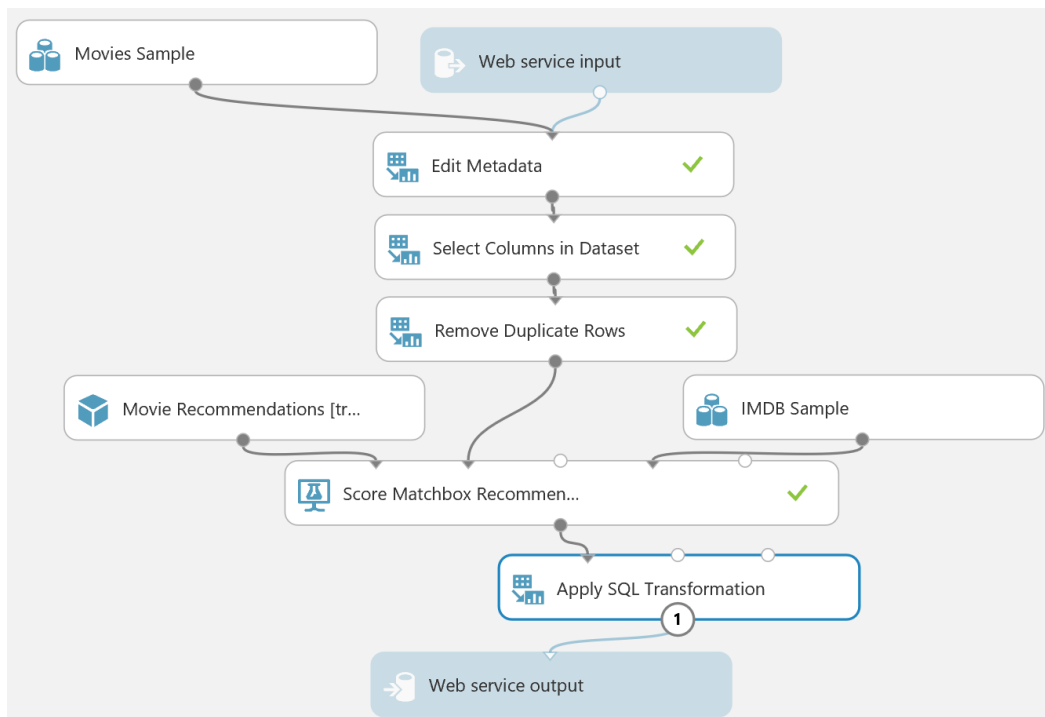 Movies Sample
Web service input
Edit Metadata
Select Columns in Dataset
Remove Duplicate Rows
Movie Recommendations [tr...
IMDB Sample
Score Matchbox Recommen...
Apply SQL Transformation
1
Web service output